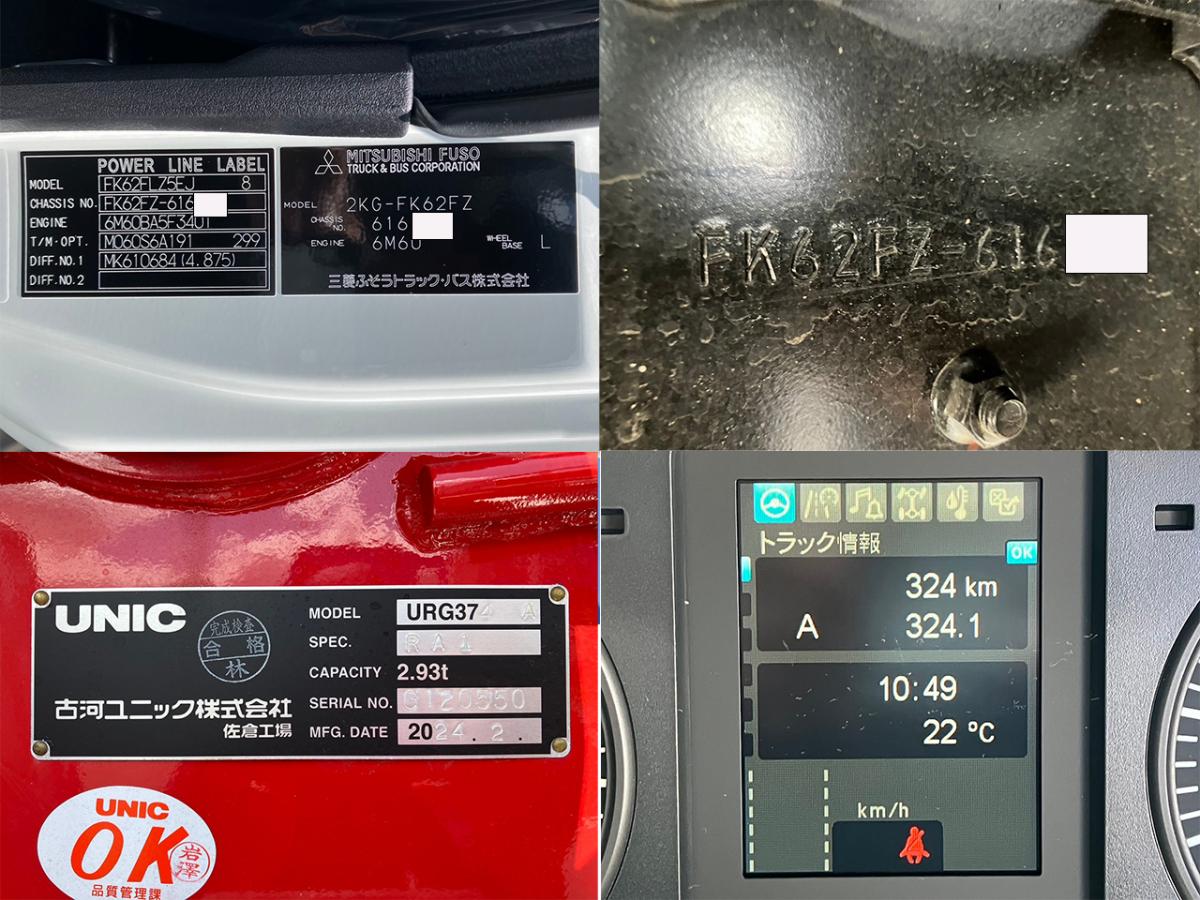 POWER LINE LABEL
MODEL FK62FLZ5EJ 8
CHASSIS NO. FK62FZ-616
ENGINE 6M60BA5F3401
T/M·OPT. M060S6A191 299
DIFF.NO.1 MK610684(4.875)
DIFF.NO.2
MITSUBISHI FUSO
TRUCK & BUS CORPORATION
MODEL 2KG-FK62FZ
CHASSIS NO. 616
ENGINE 6M60 WHEEL BASE L
三菱ふそうトラック・バス株式会社
FK62FZ-616
UNIC
完成検査
合格
林
古河ユニック株式会社
佐倉工場
MODEL URG374 A
SPEC. RA1
CAPACITY 2.93t
SERIAL NO. G120550
MFG. DATE 2024.2.
UNIC
OK
岩澤
品質管理課
トラック情報
OK
324 km
A 324.1
10:49
22 °C
km/h